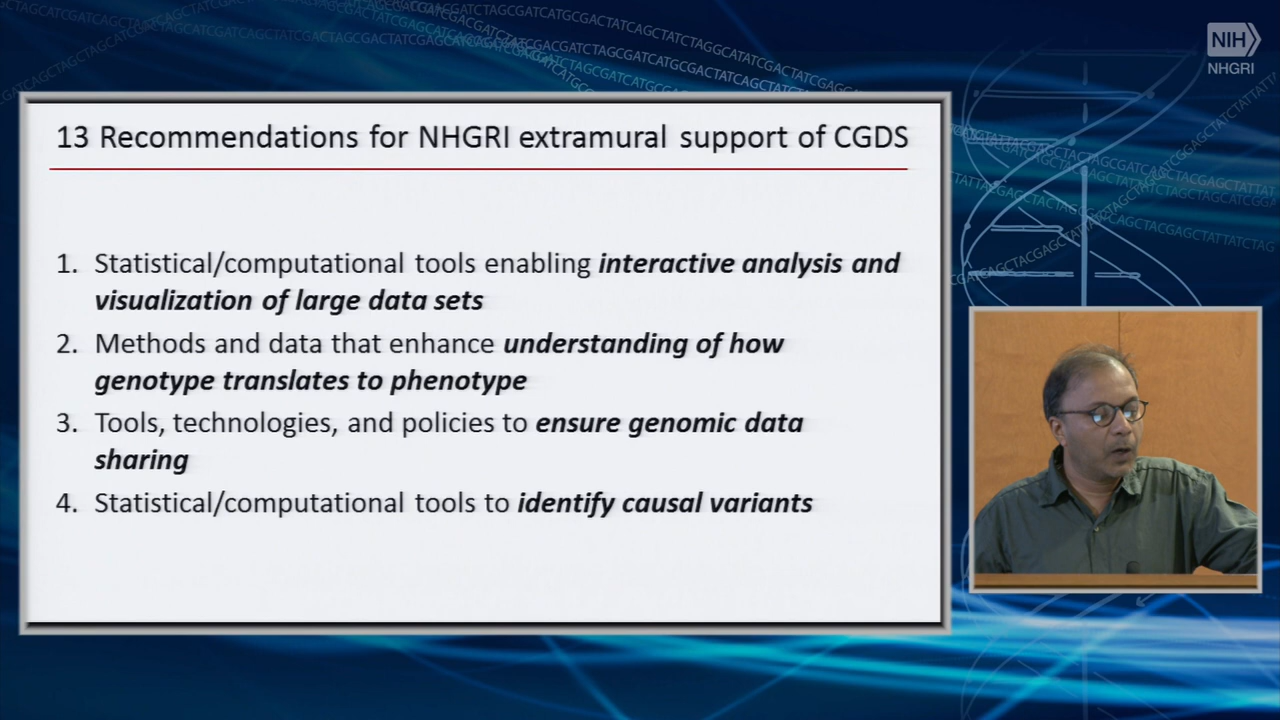 NIH
NHGRI
13 Recommendations for NHGRI extramural support of CGDS
1. Statistical/computational tools enabling interactive analysis and
visualization of large data sets
2. Methods and data that enhance understanding of how
genotype translates to phenotype
3. Tools, technologies, and policies to ensure genomic data
sharing
4. Statistical/computational tools to identify causal variants